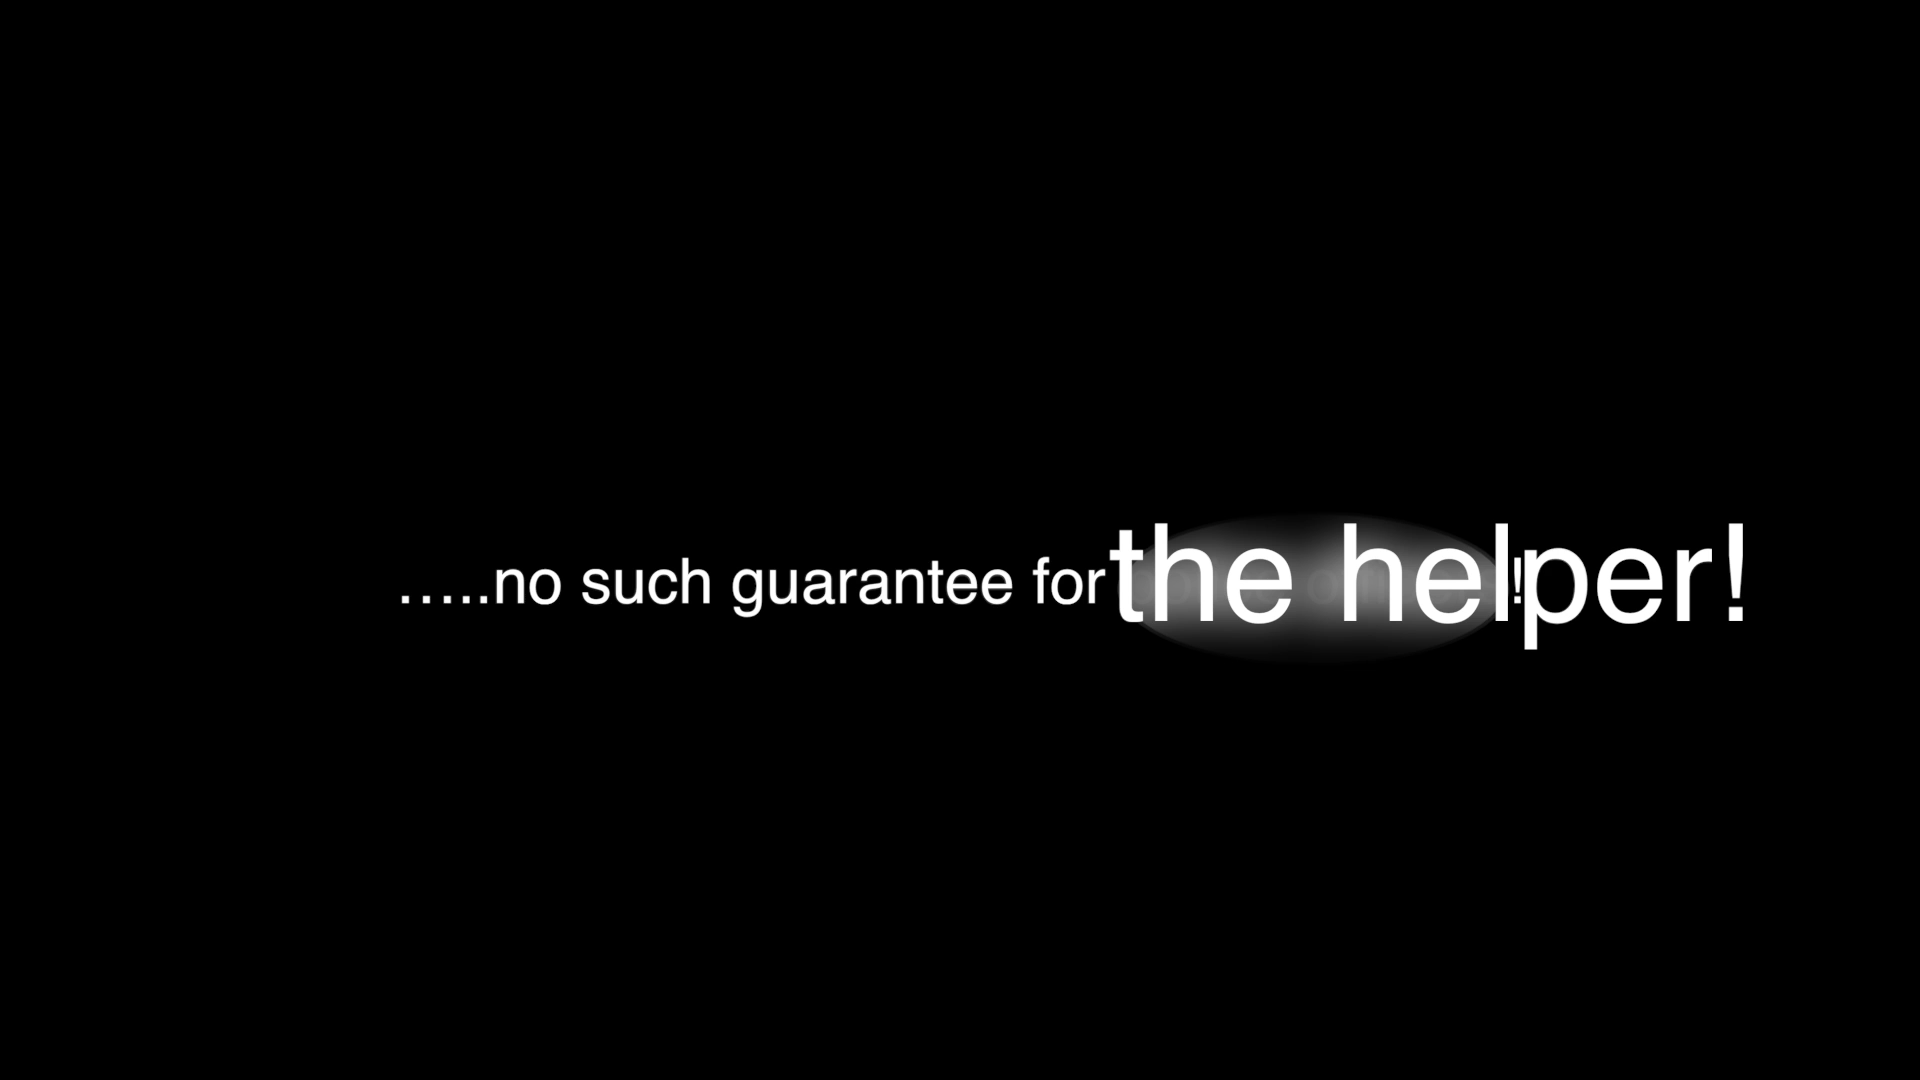 …..no such guarantee for the helper!